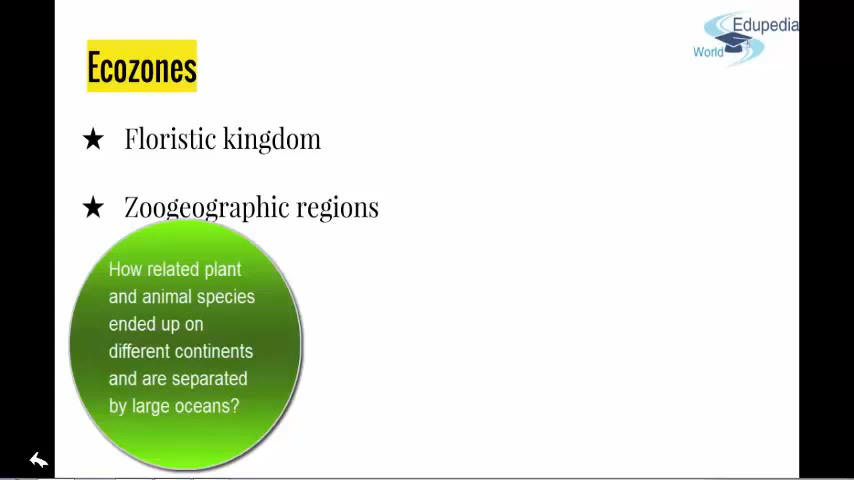 Edupedia
World
Ecozones
★ Floristic kingdom
★ Zoogeographic regions
How related plant
and animal species
ended up on
different continents
and are separated
by large oceans?